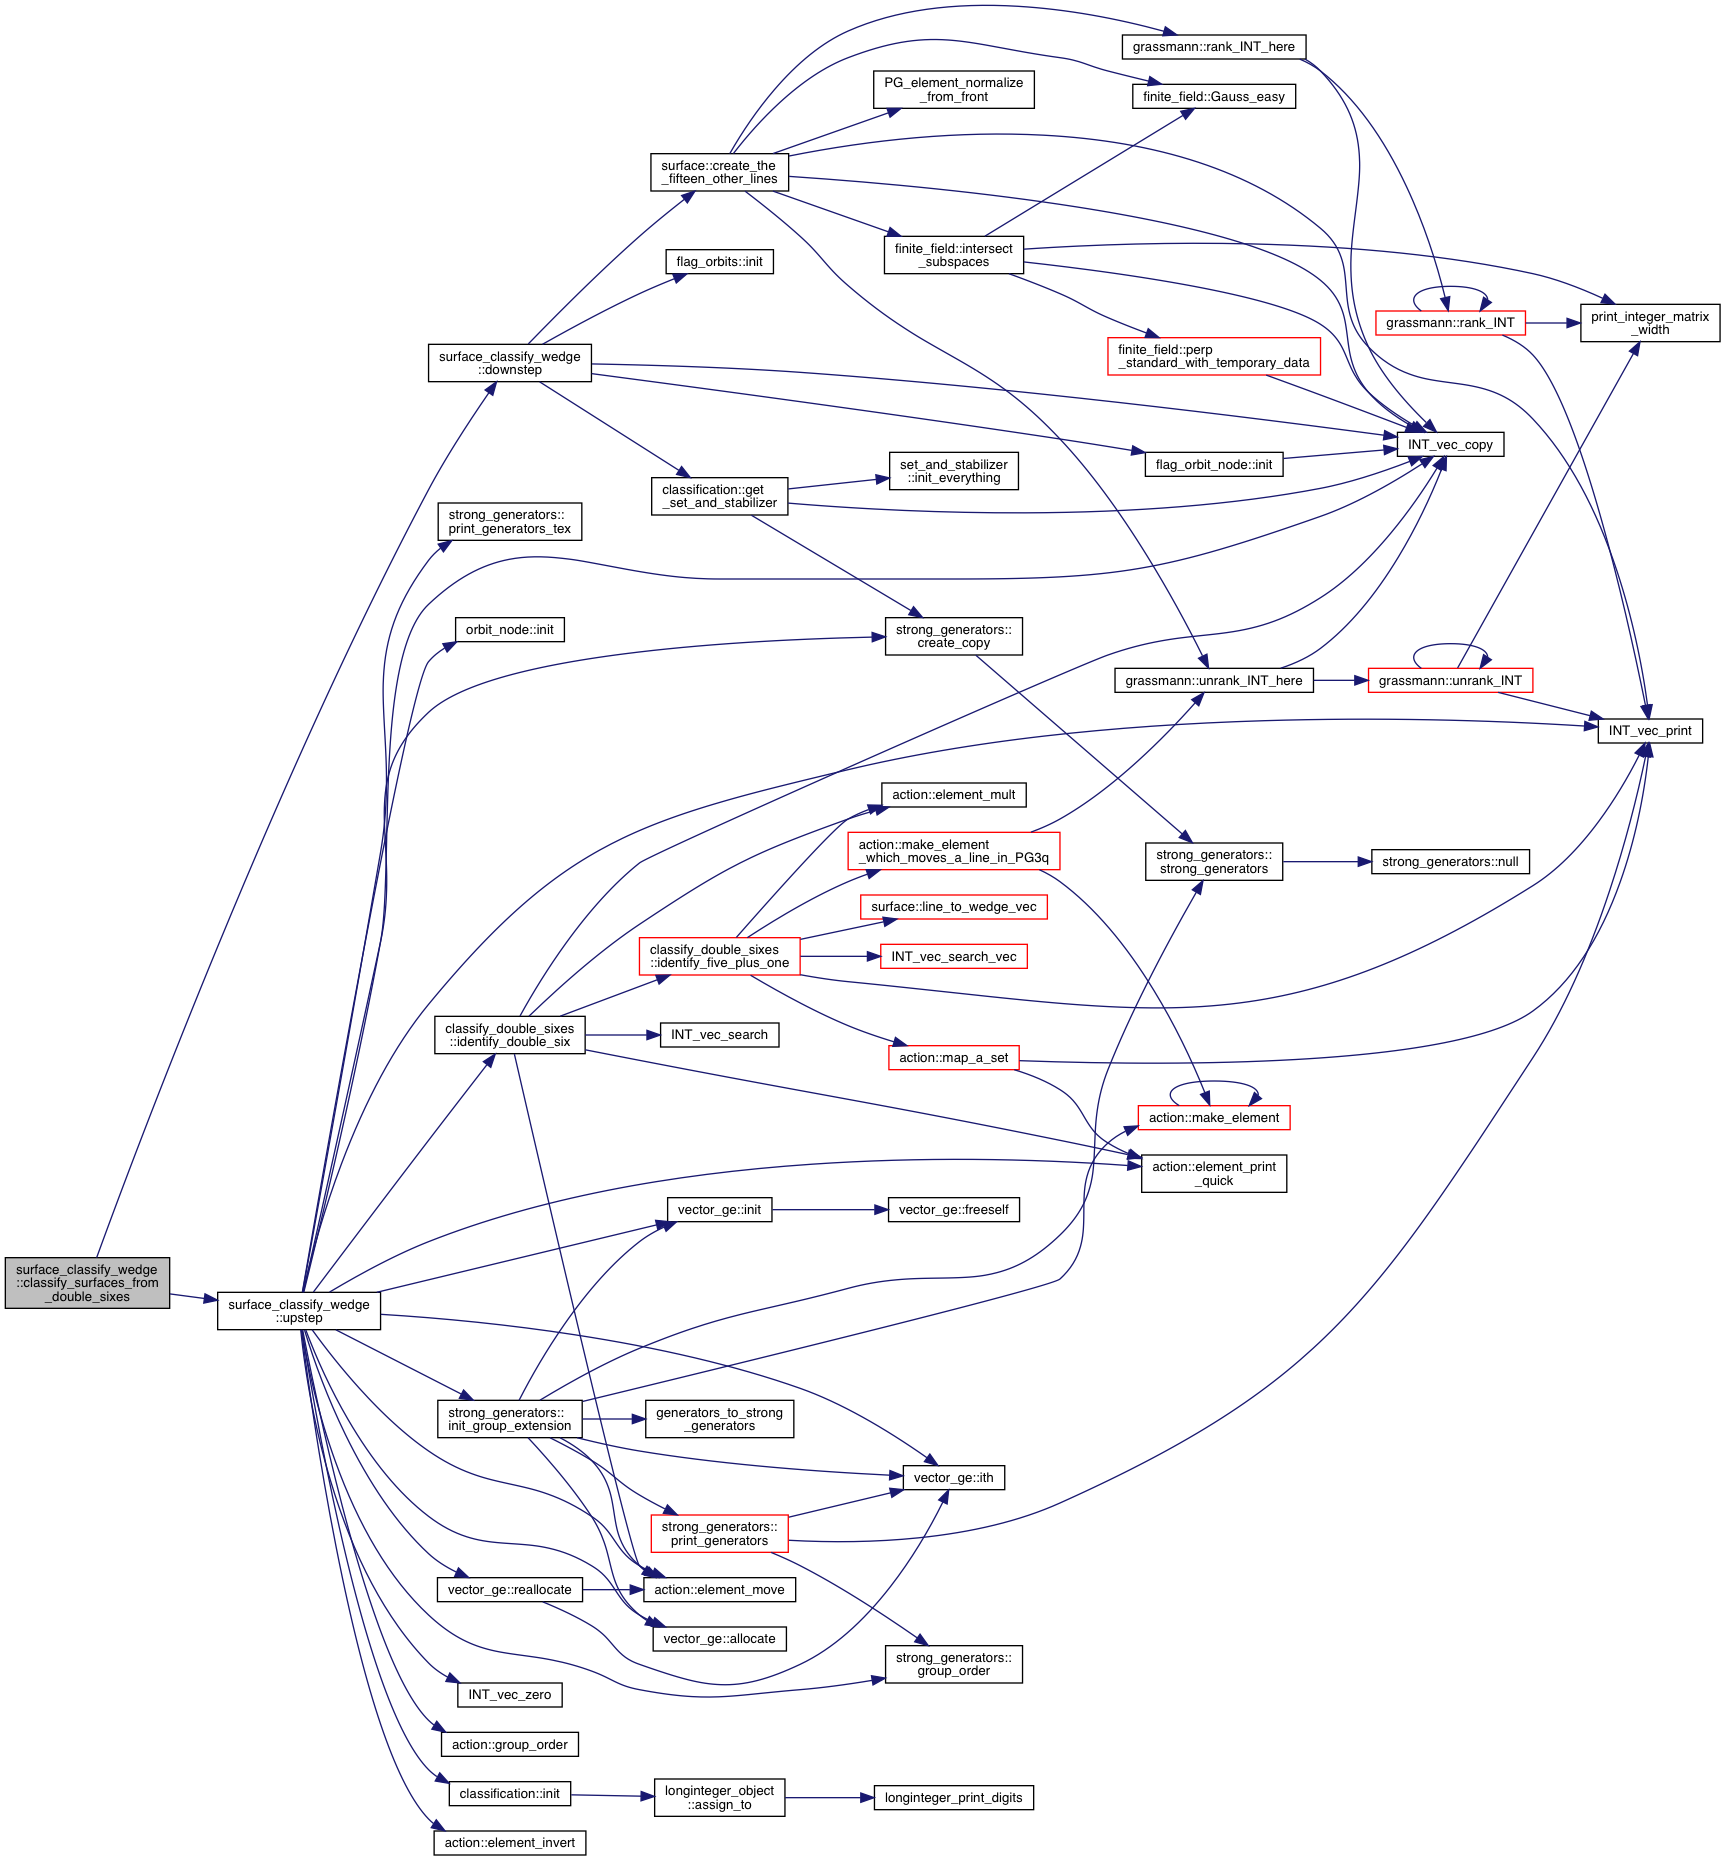 grassmann::rank_INT_here
PG_element_normalize
_from_front
finite_field::Gauss_easy
surface::create_the
_fifteen_other_lines
finite_field::intersect
_subspaces
flag_orbits::init
grassmann::rank_INT
print_integer_matrix
_width
finite_field::perp
_standard_with_temporary_data
surface_classify_wedge
::downstep
INT_vec_copy
flag_orbit_node::init
set_and_stabilizer
::init_everything
classification::get
_set_and_stabilizer
strong_generators::
print_generators_tex
orbit_node::init
strong_generators::
create_copy
grassmann::unrank_INT_here
grassmann::unrank_INT
INT_vec_print
action::element_mult
action::make_element
_which_moves_a_line_in_PG3q
strong_generators::
strong_generators
strong_generators::null
surface::line_to_wedge_vec
classify_double_sixes
::identify_five_plus_one
INT_vec_search_vec
classify_double_sixes
::identify_double_six
INT_vec_search
action::map_a_set
action::make_element
action::element_print
_quick
vector_ge::init
vector_ge::freeself
surface_classify_wedge
::classify_surfaces_from
_double_sixes
surface_classify_wedge
::upstep
strong_generators::
init_group_extension
generators_to_strong
_generators
vector_ge::ith
strong_generators::
print_generators
vector_ge::reallocate
action::element_move
vector_ge::allocate
strong_generators::
group_order
INT_vec_zero
action::group_order
classification::init
longinteger_object
::assign_to
longinteger_print_digits
action::element_invert